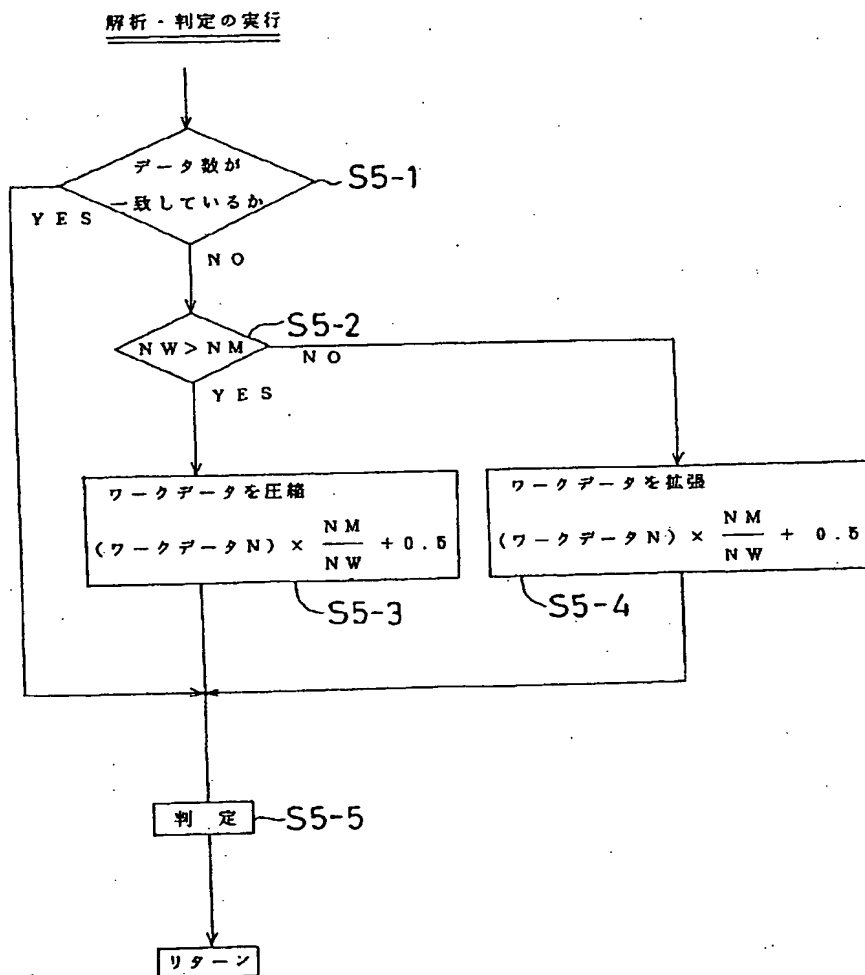 解析・判定の実行
データ数が
一致しているか
S5-1
YES
NO
NW>NM
S5-2
NO
YES
ワークデータを圧縮
(ワークデータN) × NM/NW + 0.5
S5-3
ワークデータを拡張
(ワークデータN) × NM/NW + 0.5
S5-4
判定
S5-5
リターン